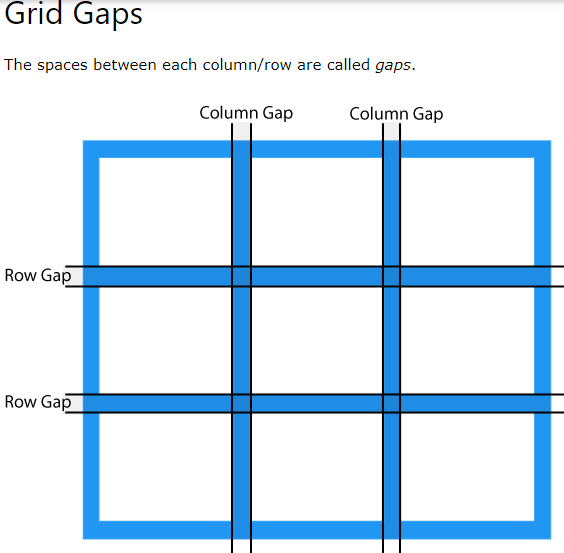 Grid Gaps
The spaces between each column/row are called gaps.
Column Gap Column Gap
Row Gap
Row Gap